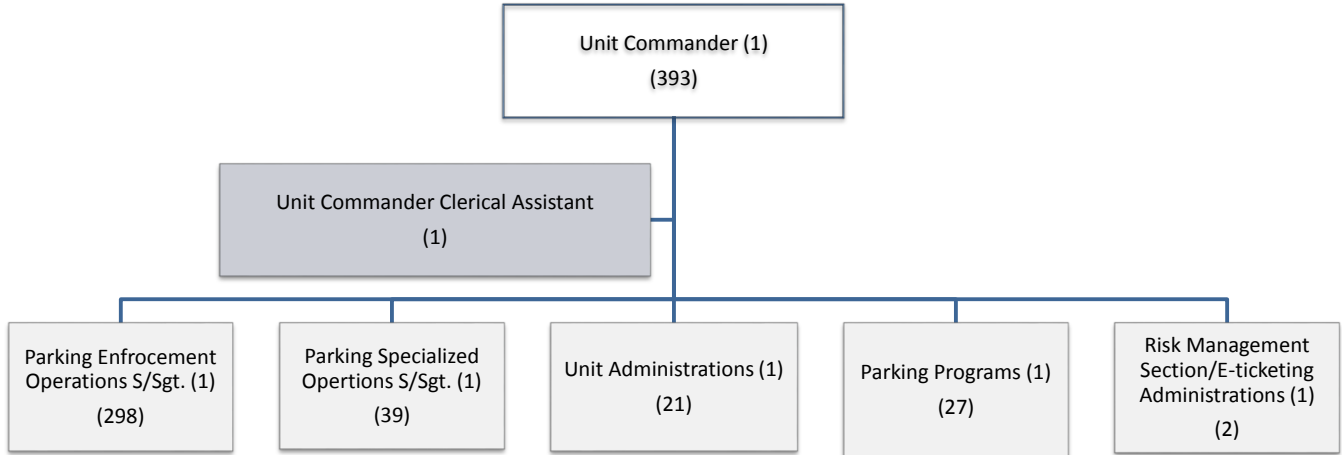 Unit Commander (1)
(393)
Unit Commander Clerical Assistant
(1)
Parking Enfrocement
Operations S/Sgt. (1)
(298)
Parking Specialized
Opertions S/Sgt. (1)
(39)
Unit Administrations (1)
(21)
Parking Programs (1)
(27)
Risk Management
Section/E-ticketing
Administrations (1)
(2)